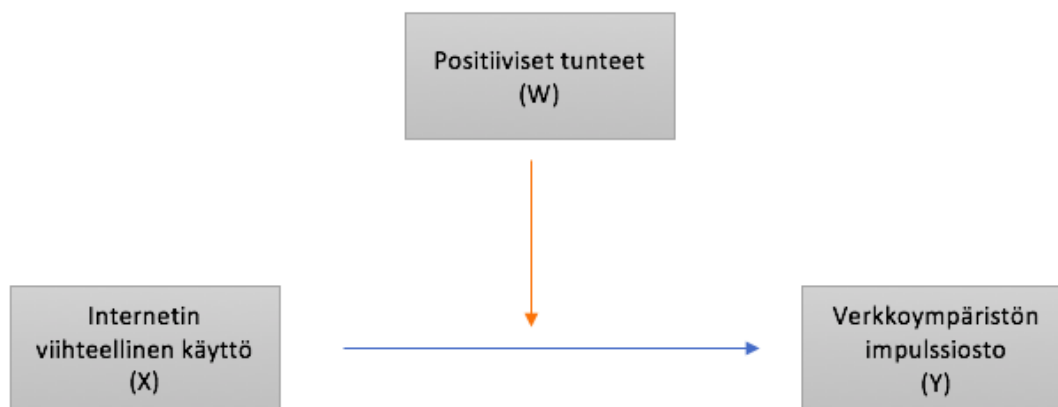 Positiiviset tunteet
(W)
Internetin
viihteellinen käyttö
(X)
Verkkoympäristön
impulssiosto
(Y)